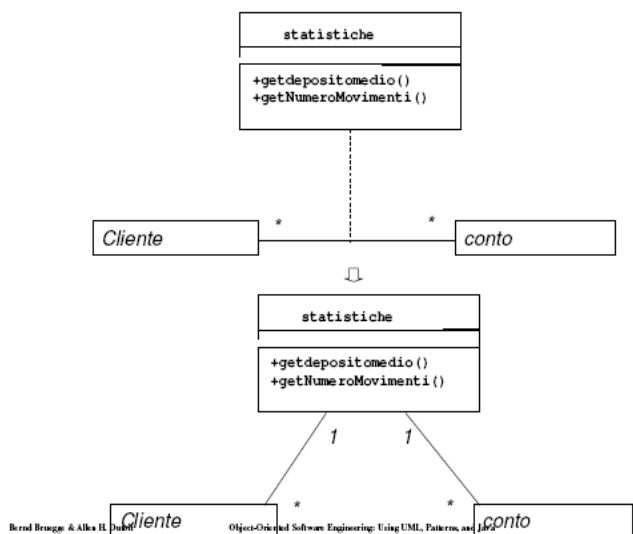 statistiche
+getdepositomedio()
+getNumeroMovimenti()
Cliente * * conto
statistiche
+getdepositomedio()
+getNumeroMovimenti()
1 1
* *
Cliente conto
Bernd Bruegge & Allen H. Object-Oriented Software Engineering: Using UML, Patterns, and Java